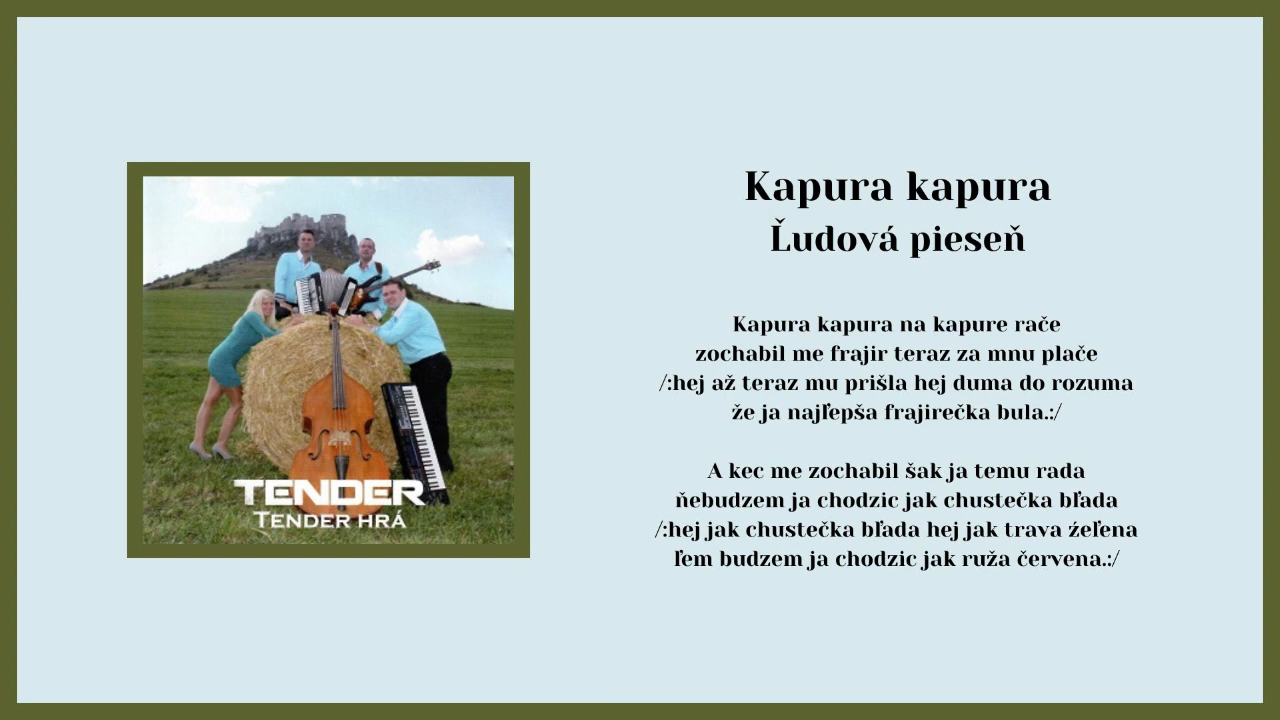 TENDER
TENDER HRÁ
Kapura kapura
Ľudová pieseň
Kapura kapura na kapure rače
zochabil me frajir teraz za mnu plače
/:hej až teraz mu prišla hej duma do rozuma
že ja najľepša frajirečka bula.:/
A kec me zochabil šak ja temu rada
ňebudzem ja chodzic jak chustečka bľada
/:hej jak chustečka bľada hej jak trava źeľena
ľem budzem ja chodzic jak ruža červena.:/